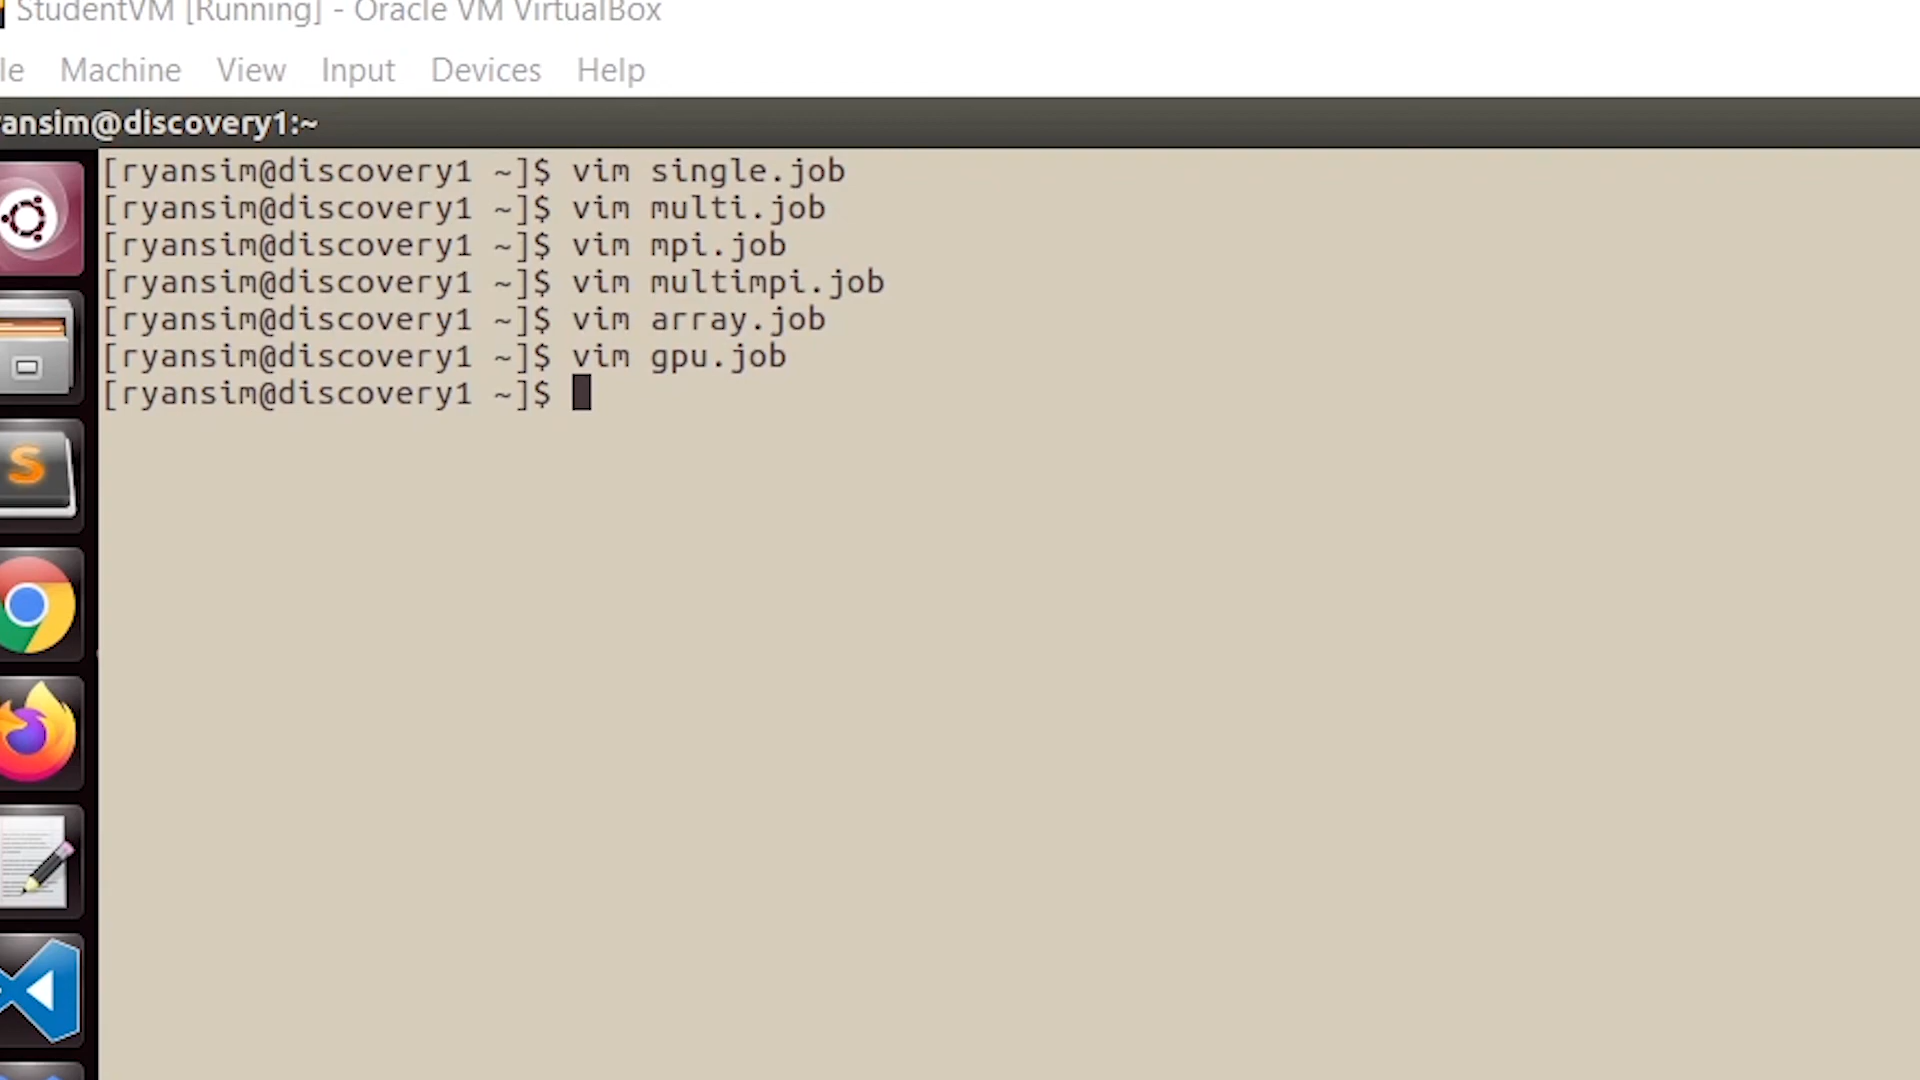 StudentVM [Running] - Oracle VM VirtualBox
le Machine View Input Devices Help
ansim@discovery1:~
[ryansim@discovery1 ~]$ vim single.job
[ryansim@discovery1 ~]$ vim multi.job
[ryansim@discovery1 ~]$ vim mpi.job
[ryansim@discovery1 ~]$ vim multimpi.job
[ryansim@discovery1 ~]$ vim array.job
[ryansim@discovery1 ~]$ vim gpu.job
[ryansim@discovery1 ~]$
S